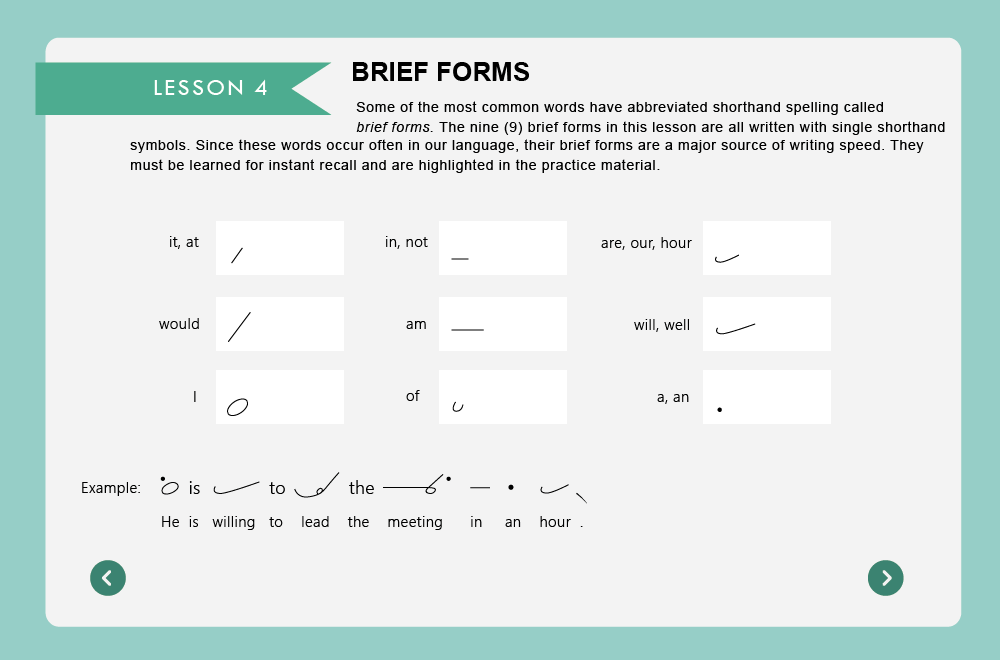 LESSON 4
BRIEF FORMS
Some of the most common words have abbreviated shorthand spelling called
brief forms. The nine (9) brief forms in this lesson are all written with single shorthand
symbols. Since these words occur often in our language, their brief forms are a major source of writing speed. They
must be learned for instant recall and are highlighted in the practice material.
it, at in, not are, our, hour
would am will, well
I of a, an
Example: is to the
He is willing to lead the meeting in an hour .